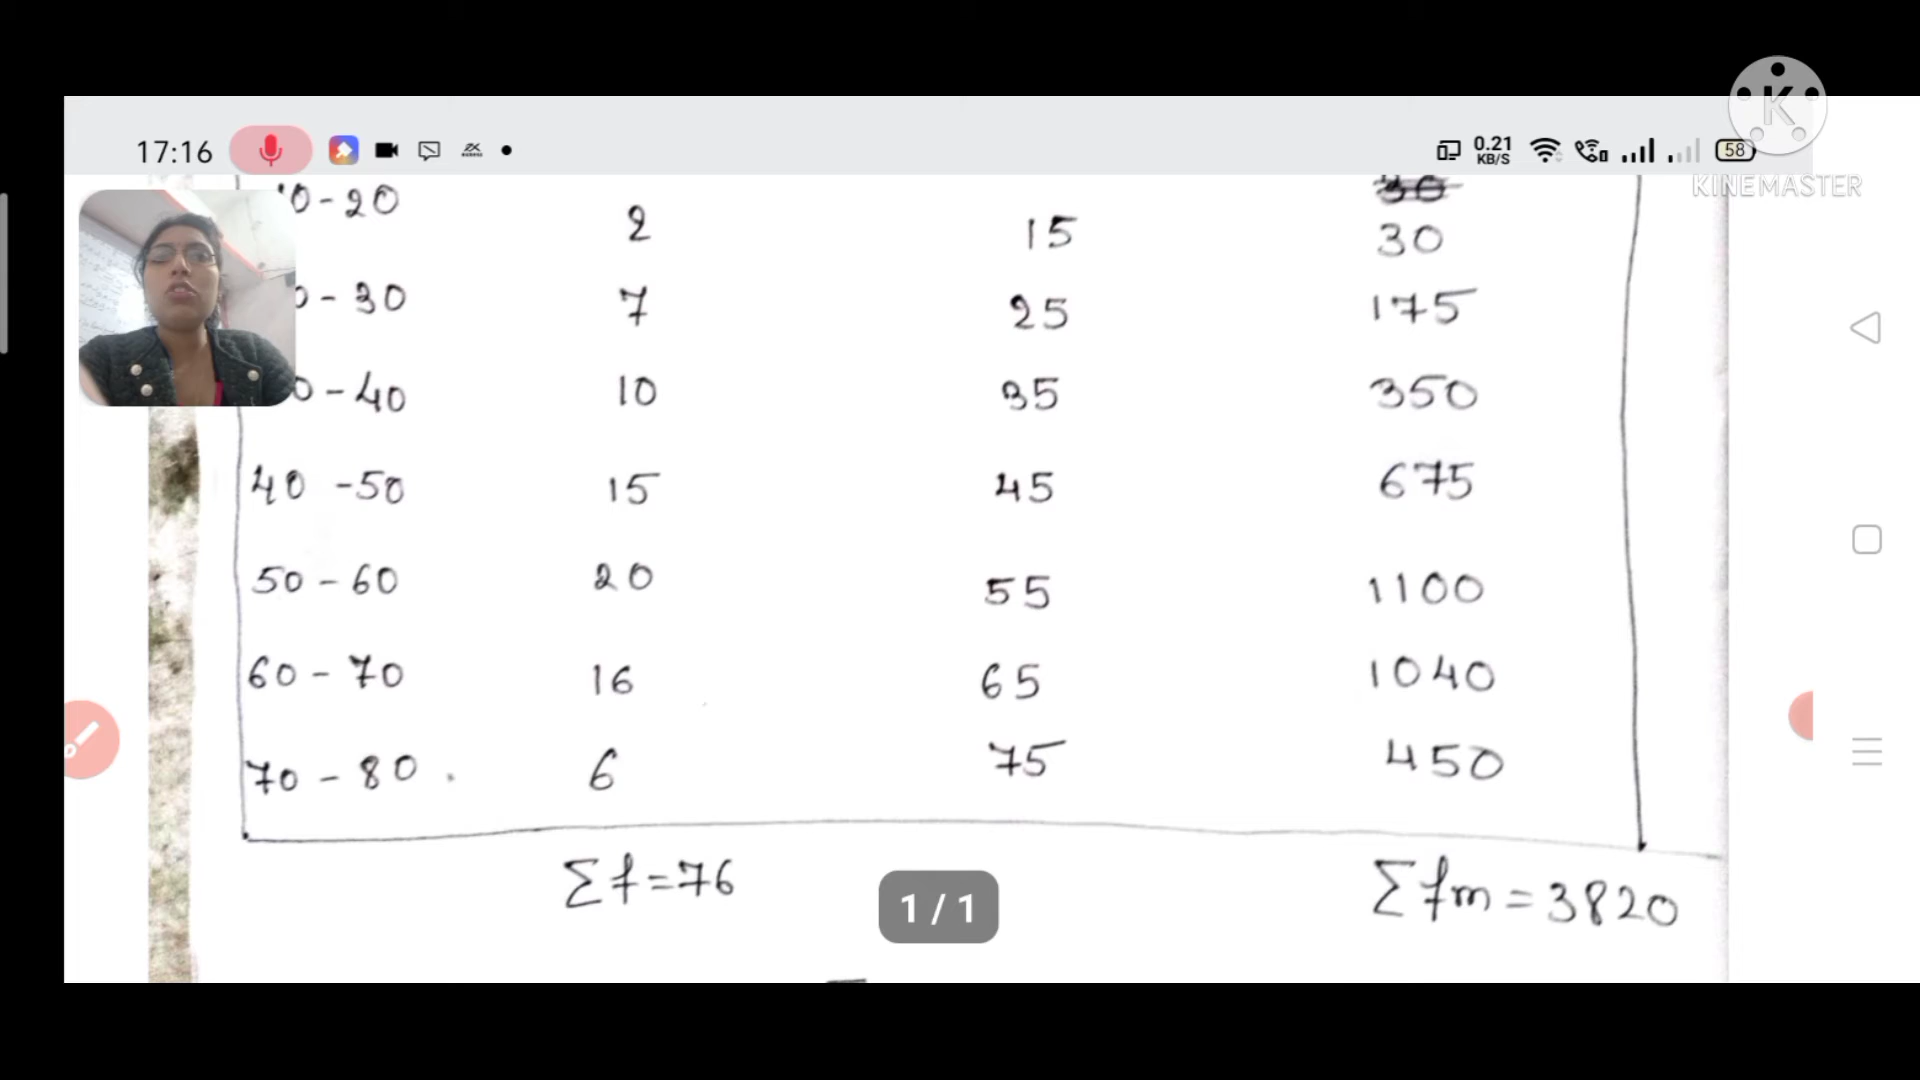 17:16 0.21 KB/S 58
K
KINEMASTER
0-20 2 15 30
30
0-30 7 25 175
0-40 10 35 350
40-50 15 45 675
50-60 20 55 1100
60-70 16 65 1040
70-80. 6 75 450
Σf=76 Σfm=3820
1/1